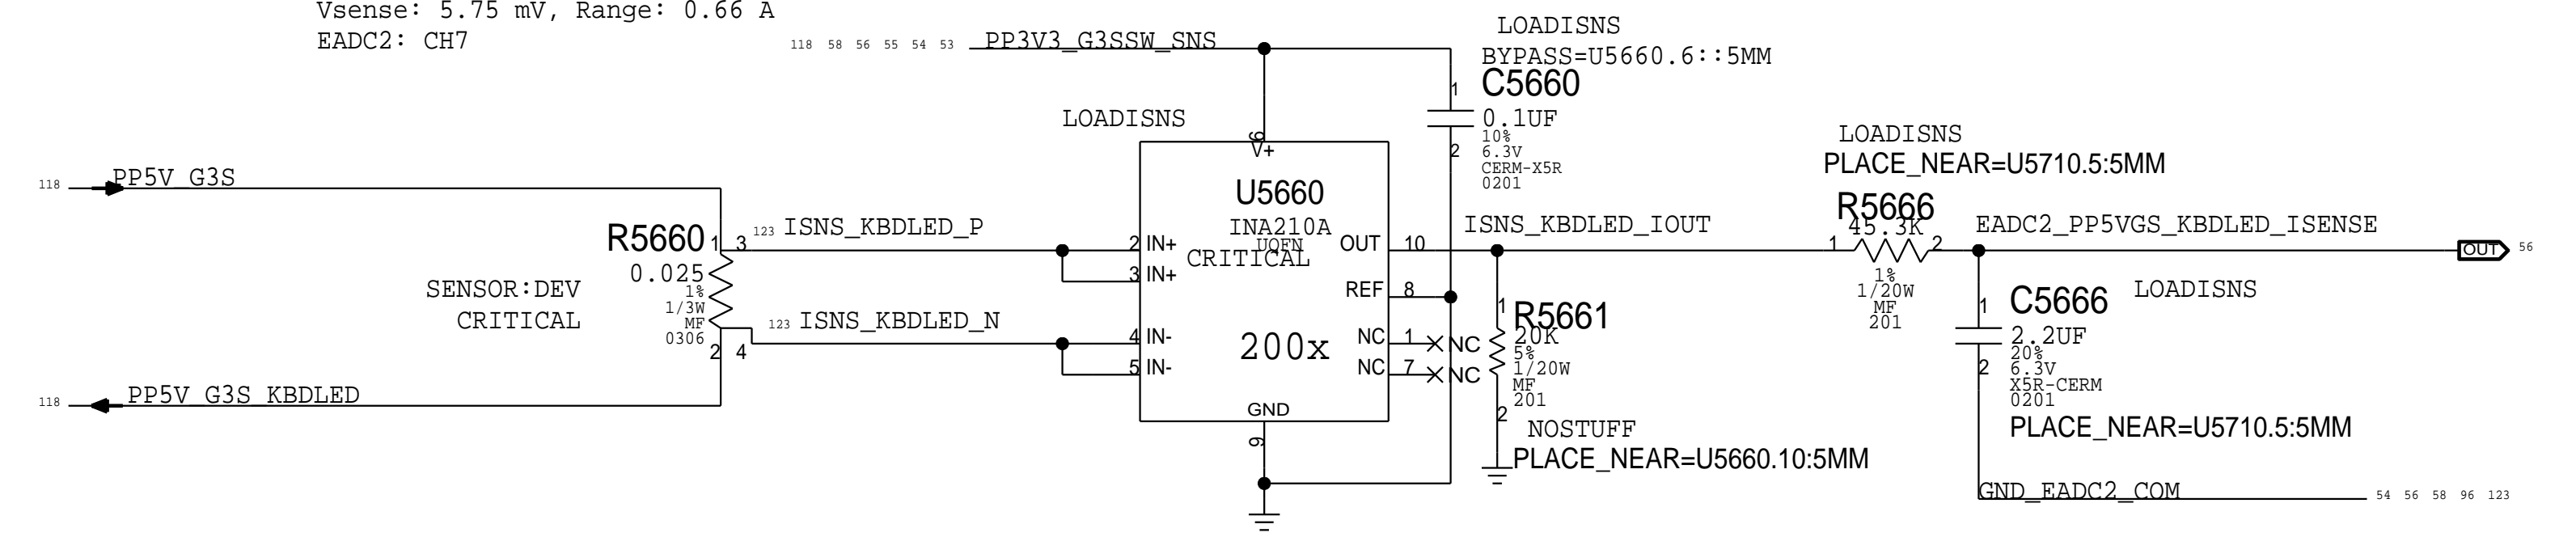 Vsense: 5.75 mV, Range: 0.66 A
EADC2: CH7
118 58 56 55 54 53 PP3V3_G3SSW_SNS
LOADISNS
BYPASS=U5660.6::5MM
C5660
1
0.1UF
10%
6.3V
CERM-X5R
0201
2
LOADISNS
6
V+
U5660
INA210A
UQFN
CRITICAL
200x
118 PP5V_G3S
R5660
0.025
1%
1/3W
MF
0306
1 3
2 4
SENSOR:DEV
CRITICAL
123 ISNS_KBDLED_P
2 IN+
3 IN+
123 ISNS_KBDLED_N
4 IN-
5 IN-
118 PP5V_G3S_KBDLED
OUT 10
REF 8
NC 1 NC
NC 7 NC
GND
9
ISNS_KBDLED_IOUT
1
R5661
20K
5%
1/20W
MF
201
2
NOSTUFF
PLACE_NEAR=U5660.10:5MM
LOADISNS
PLACE_NEAR=U5710.5:5MM
R5666
45.3K
1 2
1%
1/20W
MF
201
EADC2_PP5VGS_KBDLED_ISENSE
OUT 56
LOADISNS
1
C5666
2.2UF
20%
6.3V
X5R-CERM
0201
2
PLACE_NEAR=U5710.5:5MM
GND_EADC2_COM 54 56 58 96 123